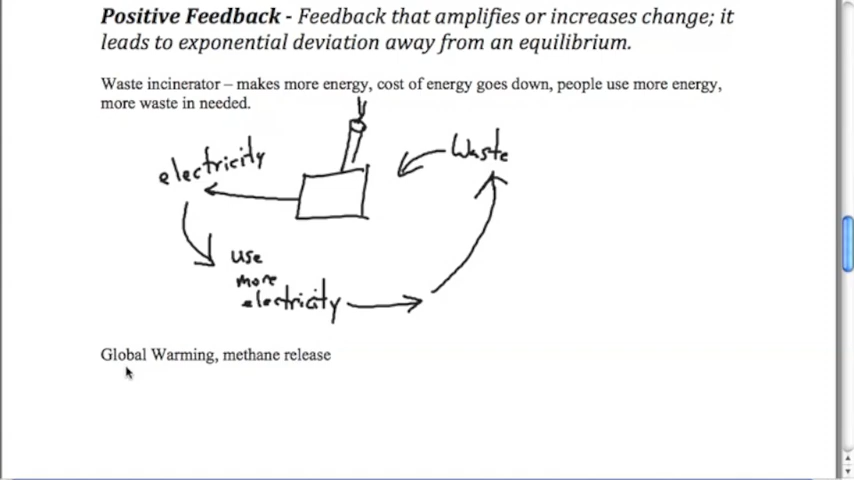 Positive Feedback - Feedback that amplifies or increases change; it
leads to exponential deviation away from an equilibrium.
Waste incinerator – makes more energy, cost of energy goes down, people use more energy,
more waste in needed.
electricity
Waste
use
more
electricity
Global Warming, methane release